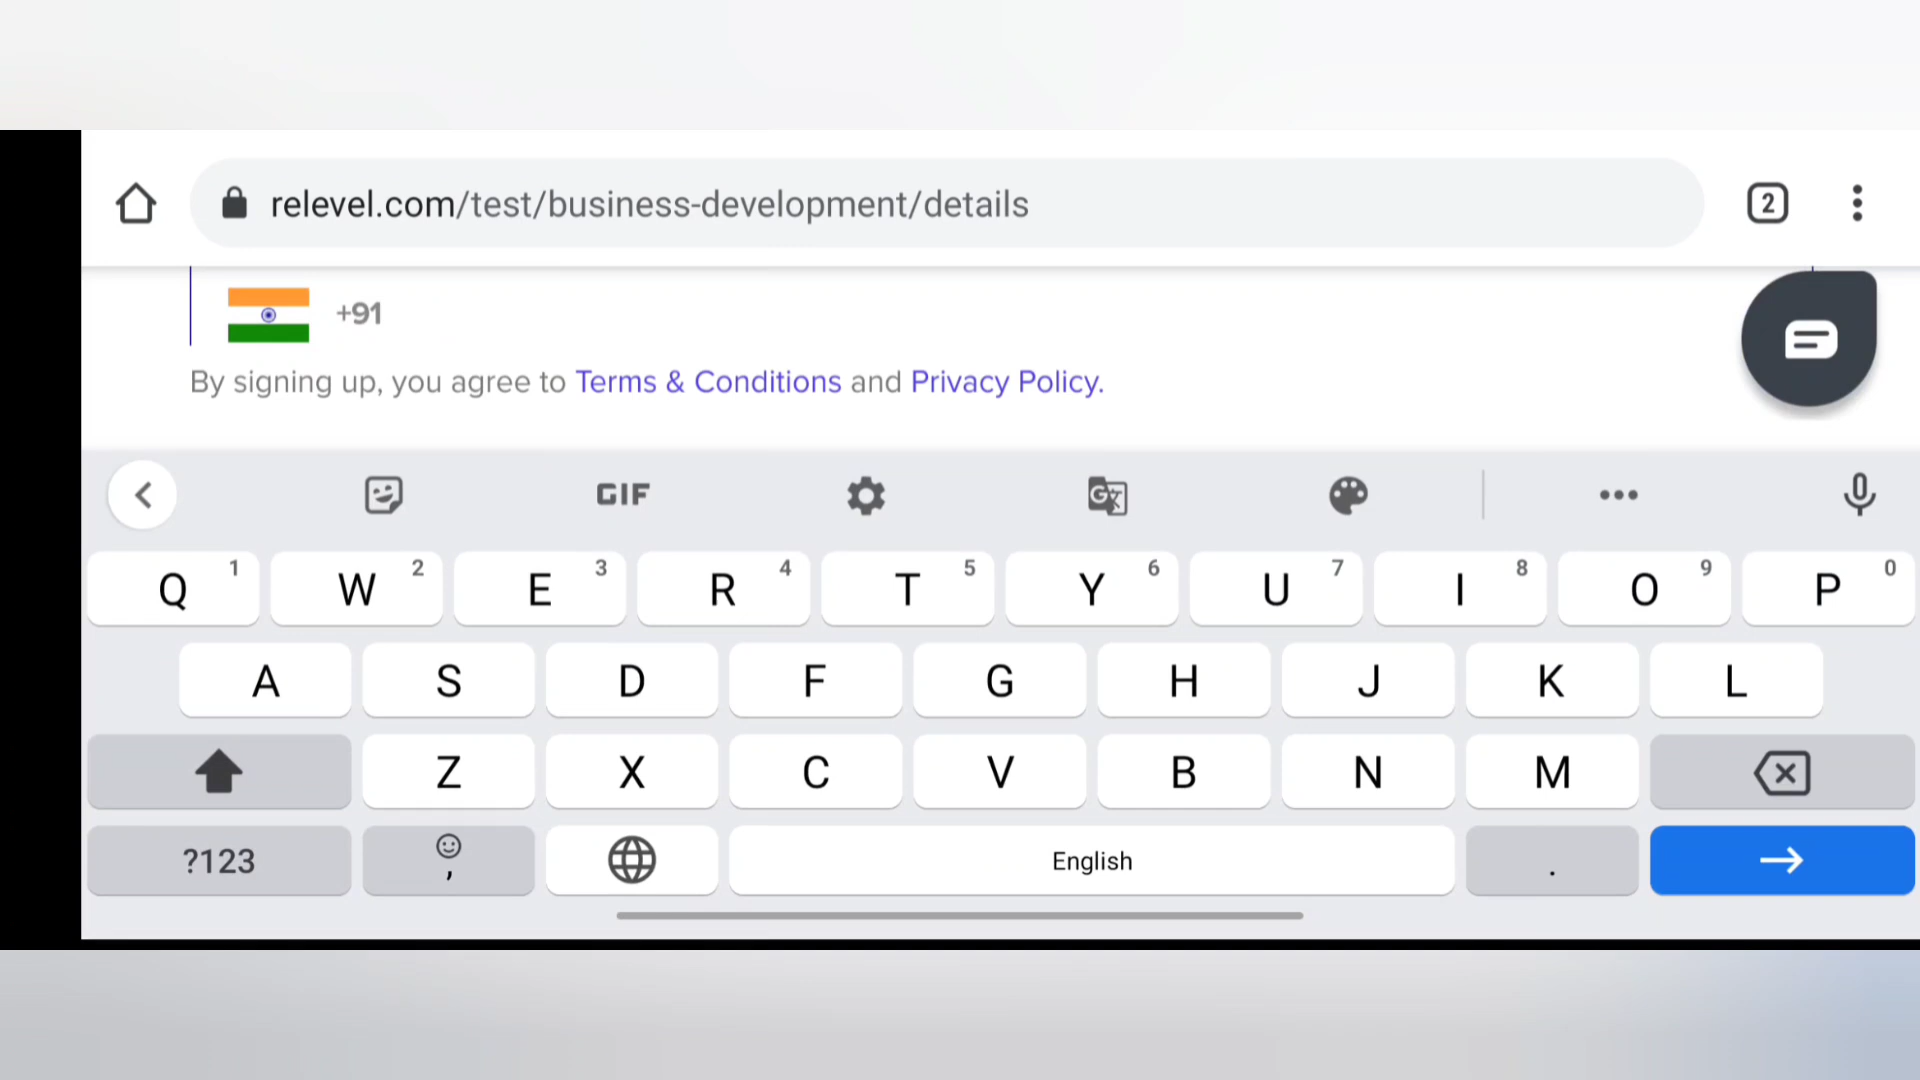 relevel.com/test/business-development/details
2
+91
By signing up, you agree to Terms & Conditions and Privacy Policy.
GIF
G
Q 1 W 2 E 3 R 4 T 5 Y 6 U 7 I 8 O 9 P 0
A S D F G H J K L
Z X C V B N M
?123 , English .